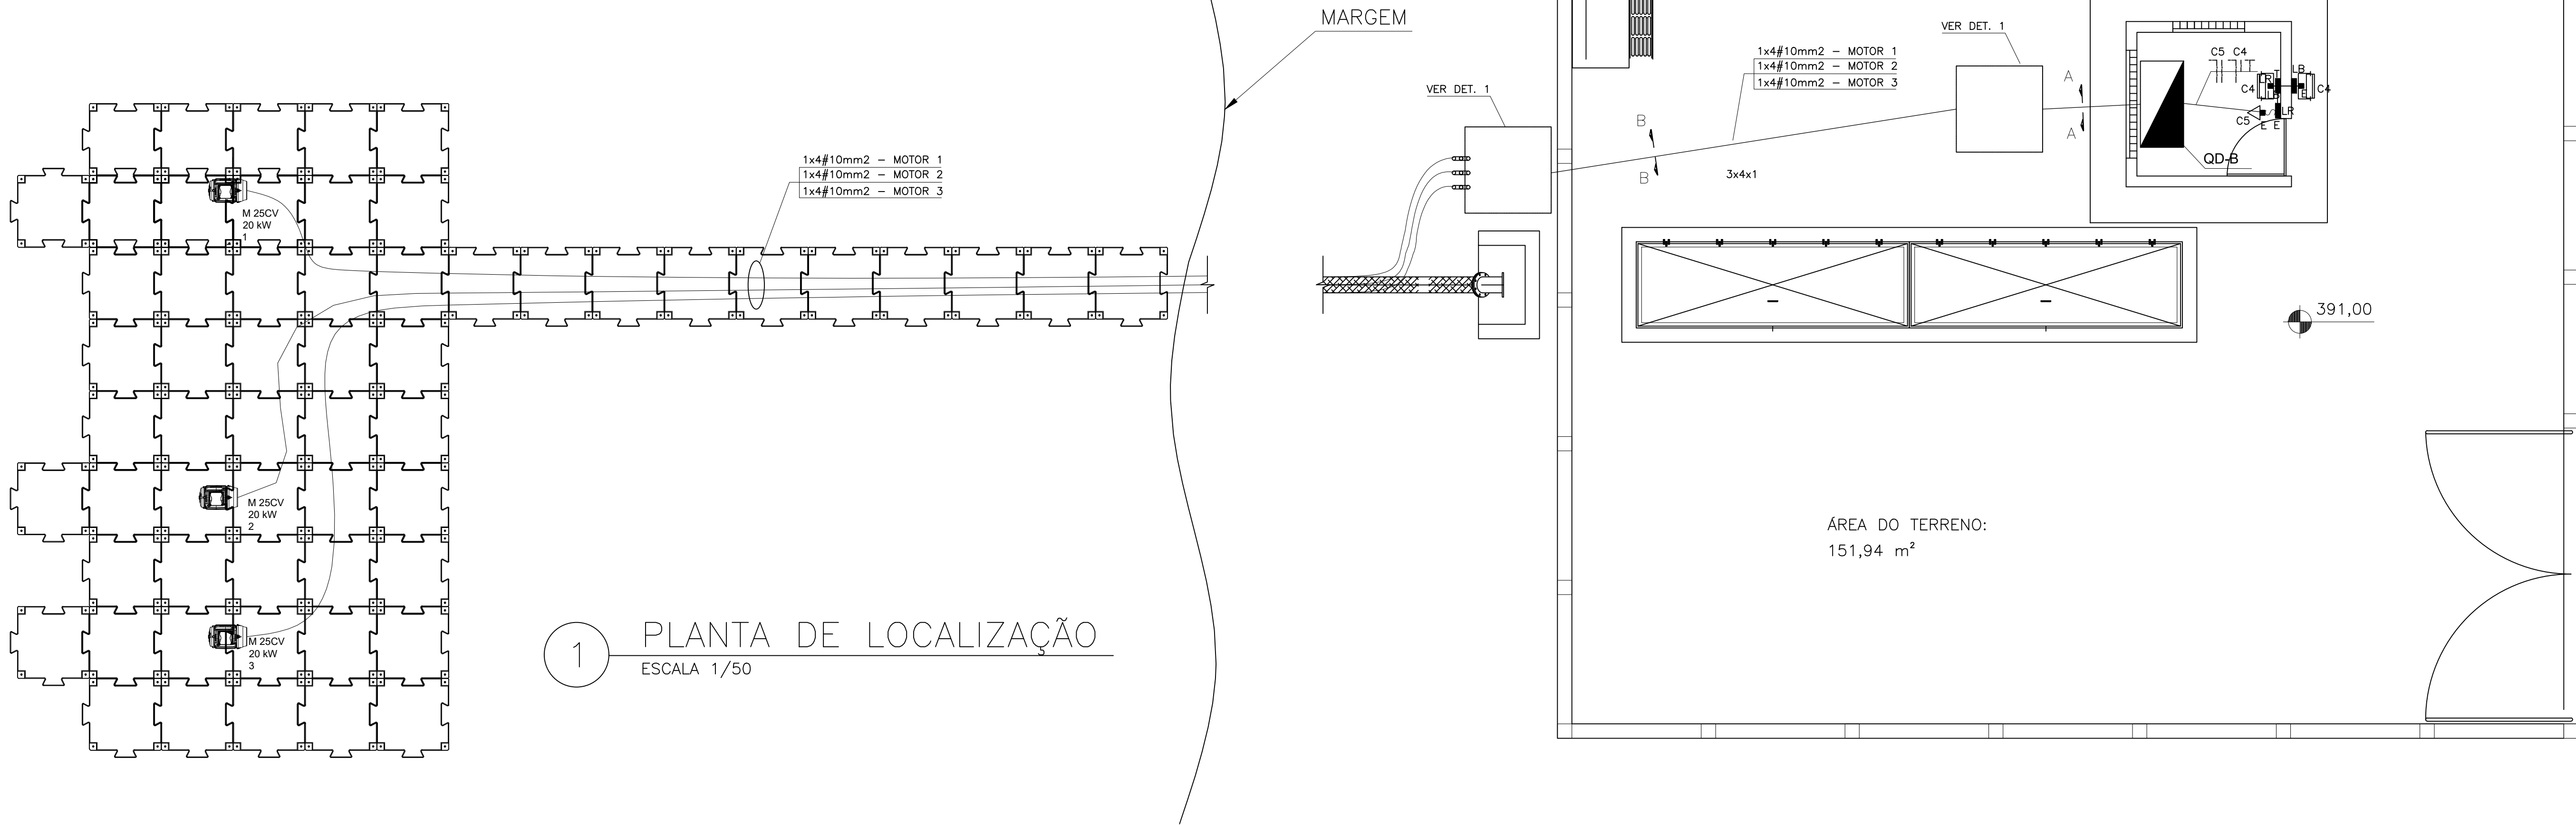 MARGEM
VER DET. 1
1x4#10mm2 - MOTOR 1
1x4#10mm2 - MOTOR 2
1x4#10mm2 - MOTOR 3
VER DET. 1
A
A
B
B
3x4x1
C5 C4
LR
T
LB
C4
E
C4
C5
E E
LR
QD-B
1x4#10mm2 - MOTOR 1
1x4#10mm2 - MOTOR 2
1x4#10mm2 - MOTOR 3
M 25CV
20 kW
1
391,00
M 25CV
20 kW
2
ÁREA DO TERRENO:
151,94 m²
M 25CV
20 kW
3
1
PLANTA DE LOCALIZAÇÃO
ESCALA 1/50